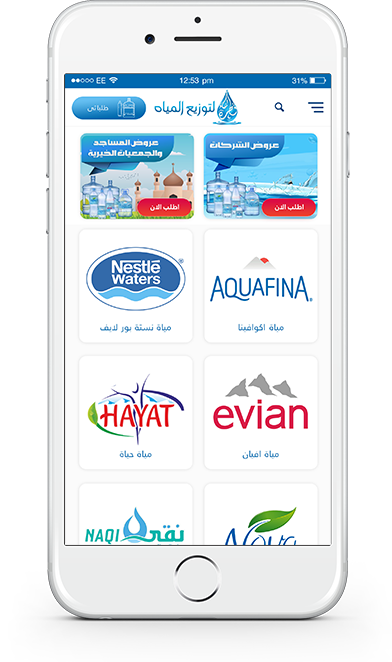 EE 12:53 pm 31%
لتوزيع المياه
طلباتي
عروض الشركات
اطلب الان
عروض المساجد
والجمعيات الخيرية
اطلب الان
AQUAFINA
مياة اكوافينا
Nestlé
Waters
مياة نستة بور لايف
evian
مياة افيان
HAYAT
مياة حياة
Nova
NAQI نقي